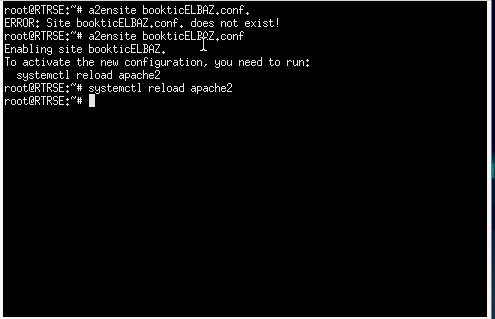 root@RTRSE:~# a2ensite bookticELBAZ.conf.
ERROR: Site bookticELBAZ.conf. does not exist!
root@RTRSE:~# a2ensite bookticELBAZ.conf
Enabling site bookticELBAZ.
To activate the new configuration, you need to run:
  systemctl reload apache2
root@RTRSE:~# systemctl reload apache2
root@RTRSE:~#